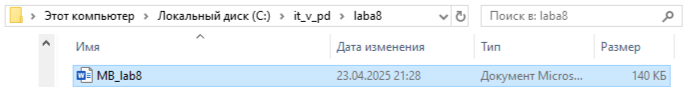 Этот компьютер › Локальный диск (C:) › it_v_pd › laba8 Поиск в: laba8
Имя Дата изменения Тип Размер
MB_lab8 23.04.2025 21:28 Документ Micros... 140 КБ